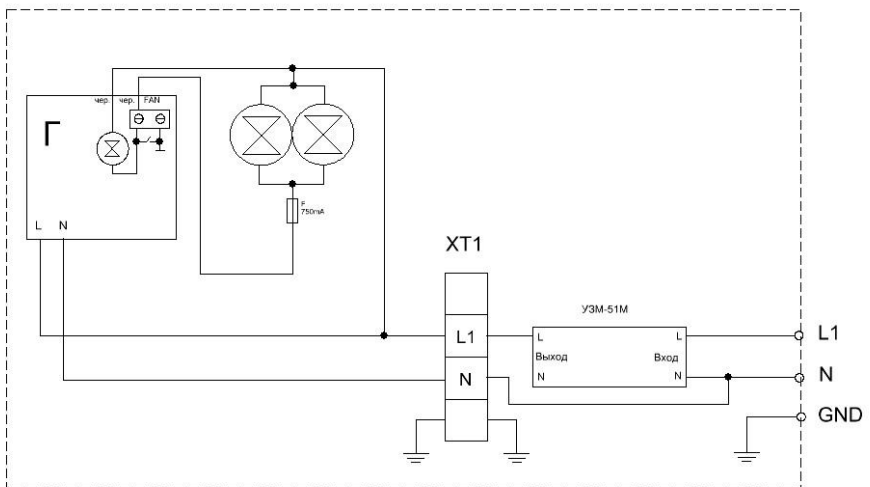 чер. чер. FAN
Г
L N
F
750mA
XT1
УЗМ-51М
L1
L L
L1
Выход Вход
N
N N
N
GND